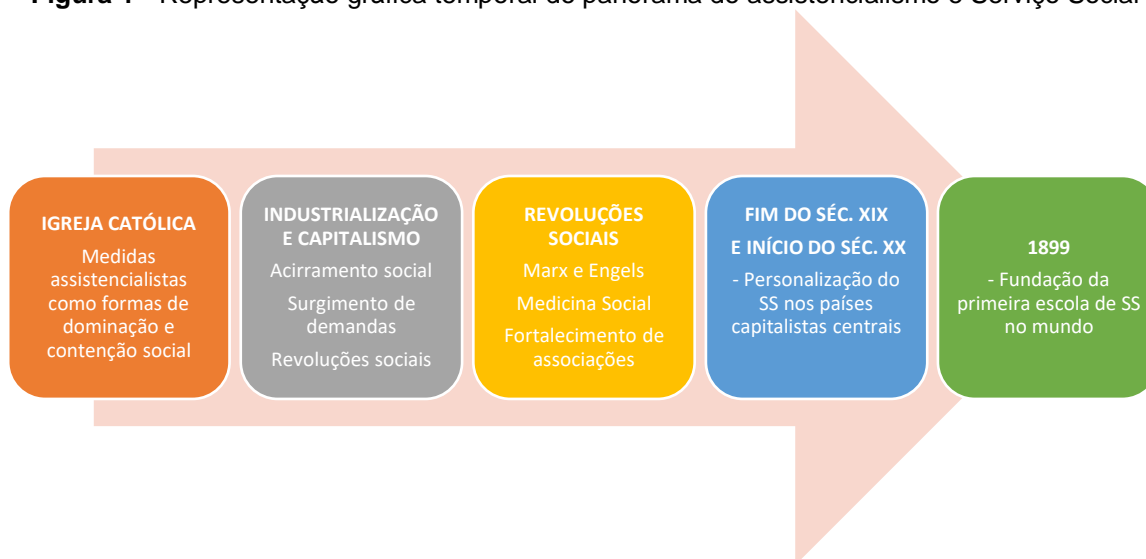 Figura 1 - Representação gráfica temporal do panorama do assistencialismo e Serviço Social
IGREJA CATÓLICA
Medidas
assistencialistas
como formas de
dominação e
contenção social
INDUSTRIALIZAÇÃO
E CAPITALISMO
Acirramento social
Surgimento de
demandas
Revoluções sociais
REVOLUÇÕES
SOCIAIS
Marx e Engels
Medicina Social
Fortalecimento de
associações
FIM DO SÉC. XIX
E INÍCIO DO SÉC. XX
- Personalização do
SS nos países
capitalistas centrais
1899
- Fundação da
primeira escola de SS
no mundo